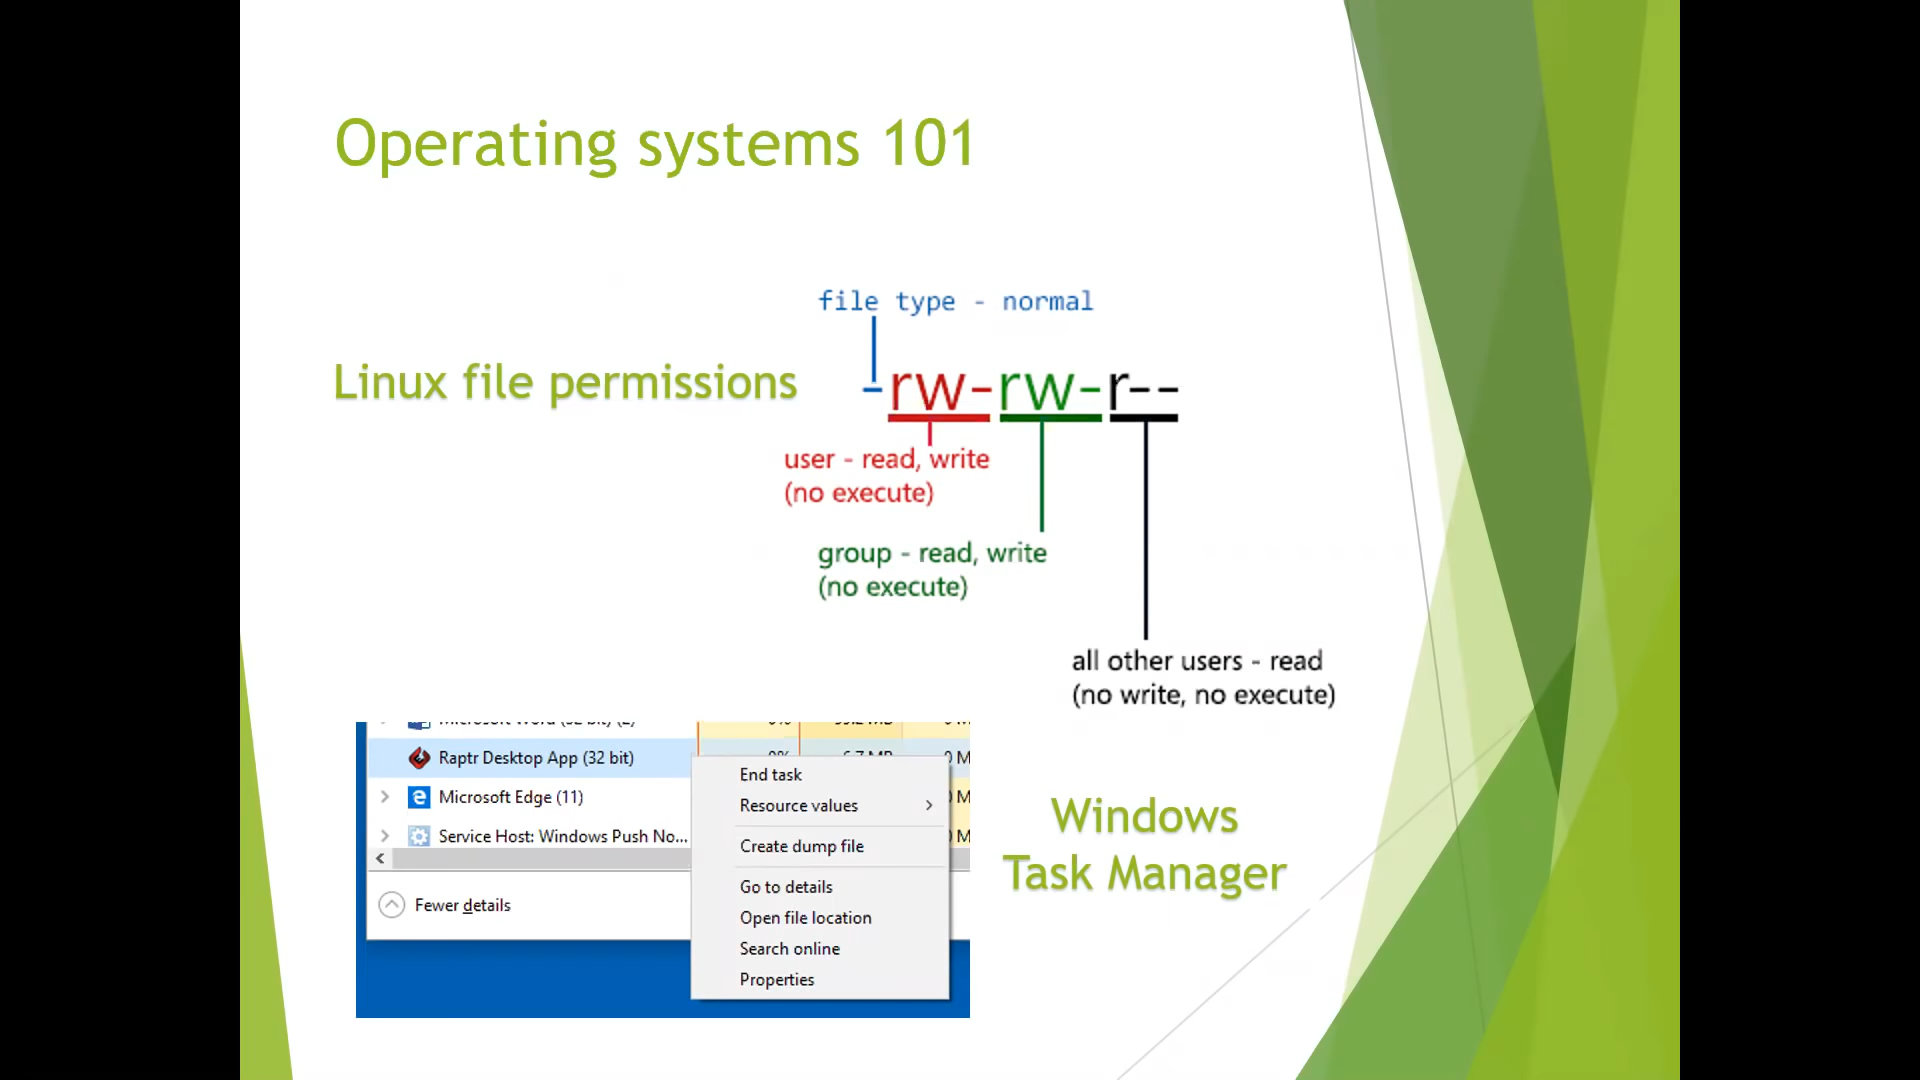 Operating systems 101
file type - normal
Linux file permissions
-rw-rw-r--
user - read, write
(no execute)
group - read, write
(no execute)
all other users - read
(no write, no execute)
Raptr Desktop App (32 bit)
Microsoft Edge (11)
Service Host: Windows Push No...
Fewer details
End task
Resource values
Create dump file
Go to details
Open file location
Search online
Properties
Windows
Task Manager